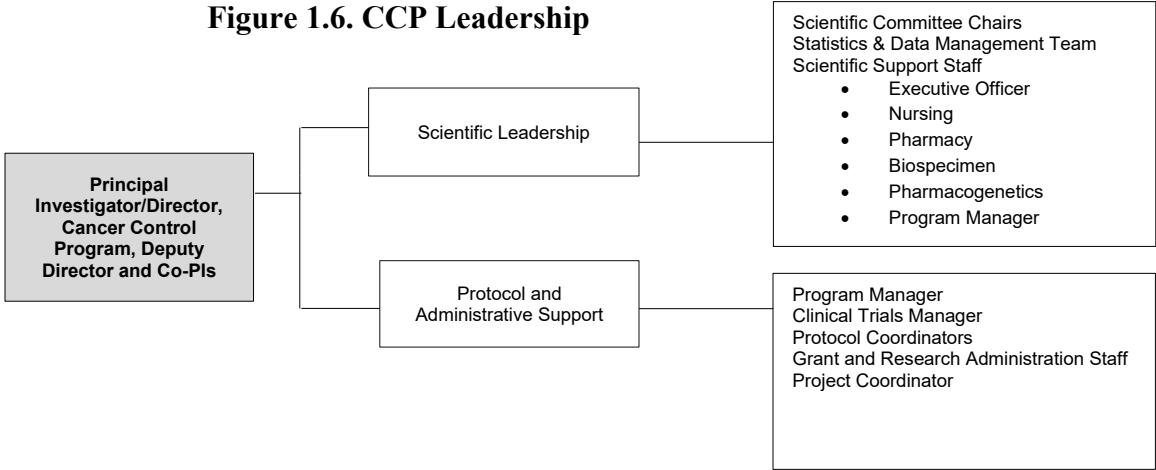 Figure 1.6. CCP Leadership
Principal
Investigator/Director,
Cancer Control
Program, Deputy
Director and Co-PIs
Scientific Leadership
Scientific Committee Chairs
Statistics & Data Management Team
Scientific Support Staff
• Executive Officer
• Nursing
• Pharmacy
• Biospecimen
• Pharmacogenetics
• Program Manager
Protocol and
Administrative Support
Program Manager
Clinical Trials Manager
Protocol Coordinators
Grant and Research Administration Staff
Project Coordinator